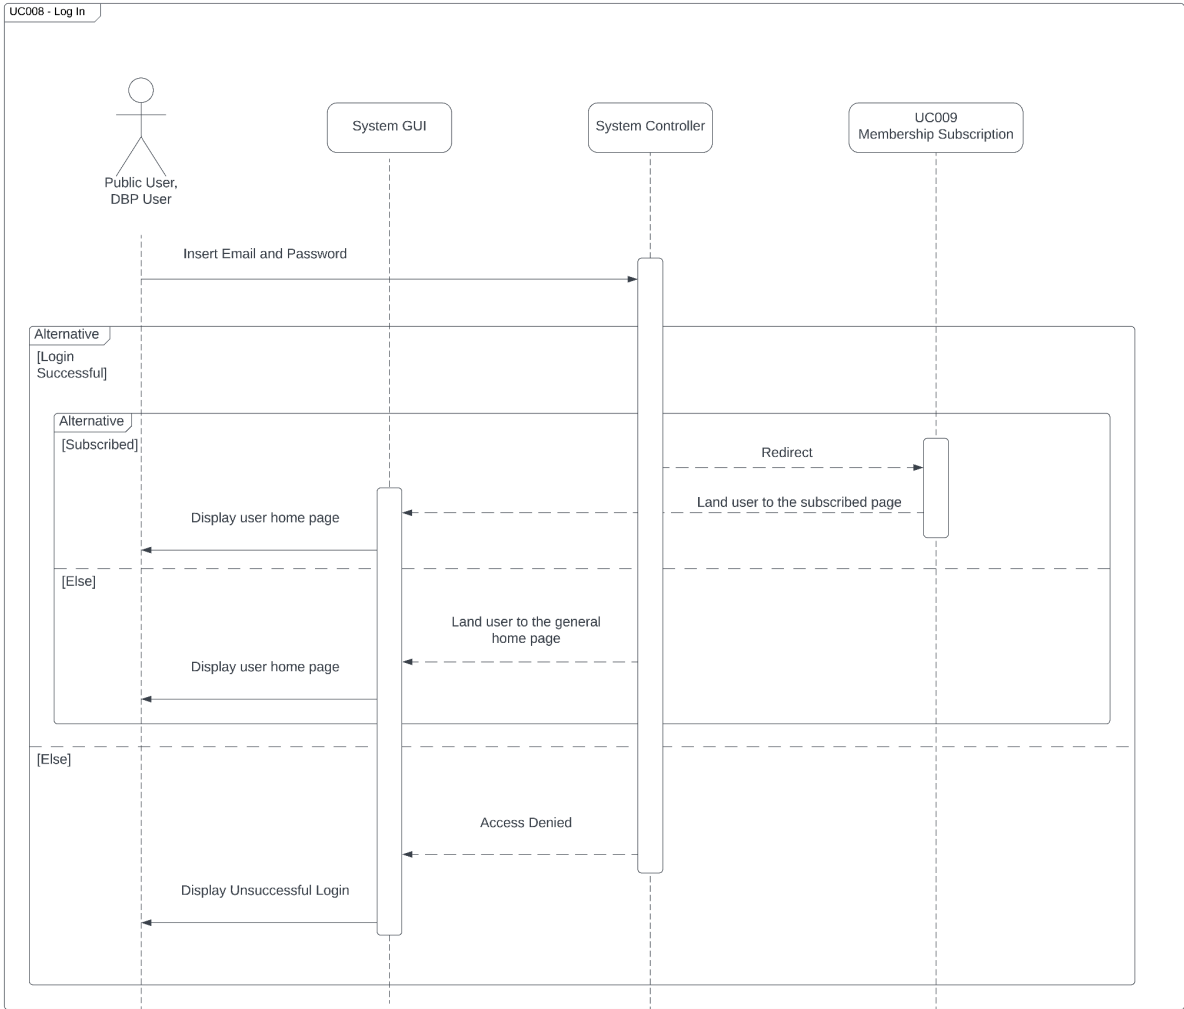 UC008 - Log In
System GUI
System Controller
UC009
Membership Subscription
Public User,
DBP User
Insert Email and Password
Alternative
[Login
Successful]
Alternative
[Subscribed]
Redirect
Land user to the subscribed page
Display user home page
[Else]
Land user to the general
home page
Display user home page
[Else]
Access Denied
Display Unsuccessful Login